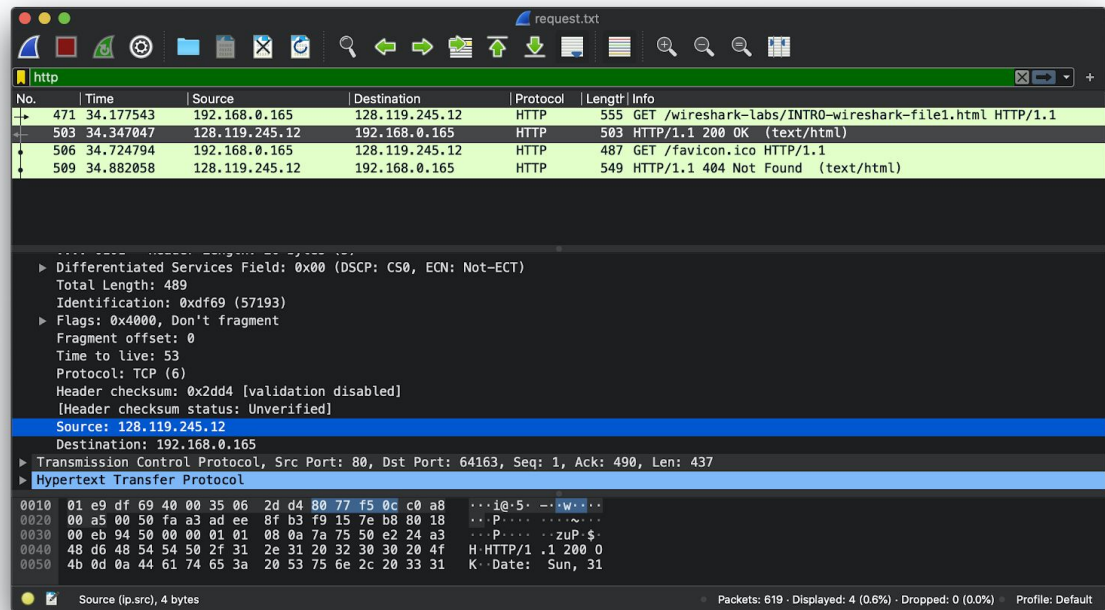 request.txt
http
No. Time Source Destination Protocol Length Info
471 34.177543 192.168.0.165 128.119.245.12 HTTP 555 GET /wireshark-labs/INTRO-wireshark-file1.html HTTP/1.1
503 34.347047 128.119.245.12 192.168.0.165 HTTP 503 HTTP/1.1 200 OK (text/html)
506 34.724794 192.168.0.165 128.119.245.12 HTTP 487 GET /favicon.ico HTTP/1.1
509 34.882058 128.119.245.12 192.168.0.165 HTTP 549 HTTP/1.1 404 Not Found (text/html)
Differentiated Services Field: 0x00 (DSCP: CS0, ECN: Not-ECT)
Total Length: 489
Identification: 0xdf69 (57193)
Flags: 0x4000, Don't fragment
Fragment offset: 0
Time to live: 53
Protocol: TCP (6)
Header checksum: 0x2dd4 [validation disabled]
[Header checksum status: Unverified]
Source: 128.119.245.12
Destination: 192.168.0.165
Transmission Control Protocol, Src Port: 80, Dst Port: 64163, Seq: 1, Ack: 490, Len: 437
Hypertext Transfer Protocol
0010 01 e9 df 69 40 00 35 06 2d d4 80 77 f5 0c c0 a8 ···i@·5· -··w····
0020 00 a5 00 50 fa a3 ad ee 8f b3 f9 15 7e b8 80 18 ···P···· ····~···
0030 00 eb 94 50 00 00 01 01 08 0a 7a 75 50 e2 24 a3 ···P···· ··zuP·$·
0040 48 d6 48 54 54 50 2f 31 2e 31 20 32 30 30 20 4f H·HTTP/1 .1 200 O
0050 4b 0d 0a 44 61 74 65 3a 20 53 75 6e 2c 20 33 31 K··Date: Sun, 31
Source (ip.src), 4 bytes Packets: 619 · Displayed: 4 (0.6%) · Dropped: 0 (0.0%) Profile: Default